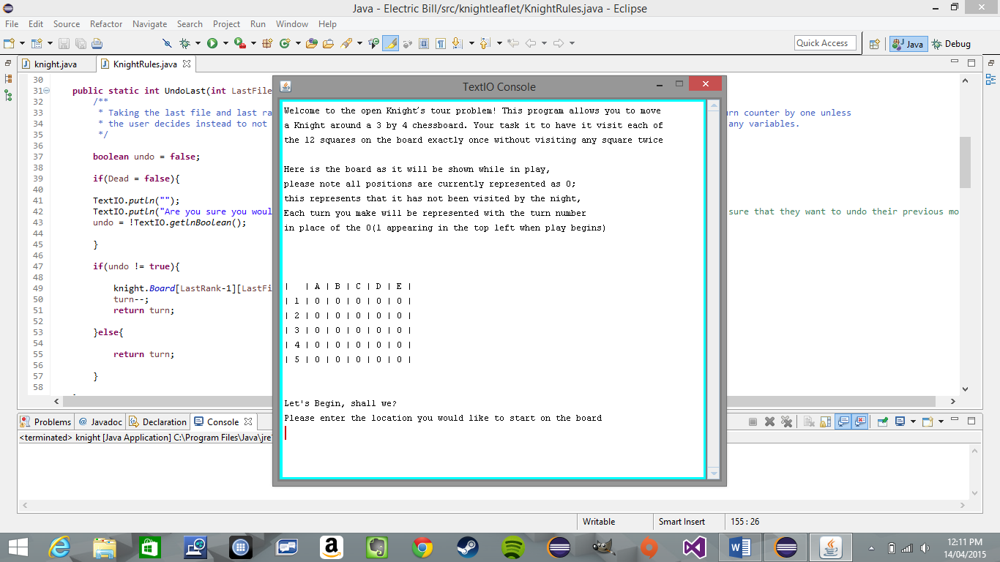 Java - Electric Bill/src/knightleaflet/KnightRules.java - Eclipse
File Edit Source Refactor Navigate Search Project Run Window Help
Quick Access Java Debug
knight.java KnightRules.java
30
31 public static int UndoLast(int LastFile
32 /**
33 * Taking the last file and last ra
rn counter by one unless
34 * the user decides instead to not
any variables.
35 */
36
37 boolean undo = false;
38
39 if(Dead = false){
40
41 TextIO.putln("");
42 TextIO.putln("Are you sure you woul
sure that they want to undo their previous mo
43 undo = !TextIO.getlnBoolean();
44
45 }
46
47 if(undo != true){
48
49 knight.Board[LastRank-1][LastFi
50 turn--;
51 return turn;
52
53 }else{
54
55 return turn;
56
57 }
58
TextIO Console
Welcome to the open Knight's tour problem! This program allows you to move
a Knight around a 3 by 4 chessboard. Your task it to have it visit each of
the 12 squares on the board exactly once without visiting any square twice
Here is the board as it will be shown while in play,
please note all positions are currently represented as 0;
this represents that it has not been visited by the night,
Each turn you make will be represented with the turn number
in place of the 0(1 appearing in the top left when play begins)
| | A | B | C | D | E |
| 1 | 0 | 0 | 0 | 0 | 0 |
| 2 | 0 | 0 | 0 | 0 | 0 |
| 3 | 0 | 0 | 0 | 0 | 0 |
| 4 | 0 | 0 | 0 | 0 | 0 |
| 5 | 0 | 0 | 0 | 0 | 0 |
Let's Begin, shall we?
Please enter the location you would like to start on the board
Problems @ Javadoc Declaration Console
<terminated> knight [Java Application] C:\Program Files\Java\jre
Writable Smart Insert 155 : 26
12:11 PM
14/04/2015